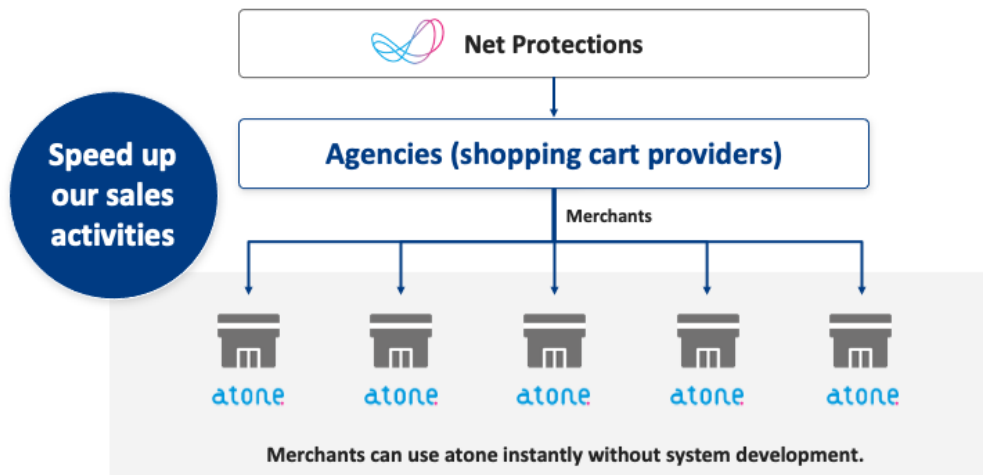 Net Protections
Speed up
our sales
activities
Agencies (shopping cart providers)
Merchants
atone
atone
atone
atone
atone
Merchants can use atone instantly without system development.